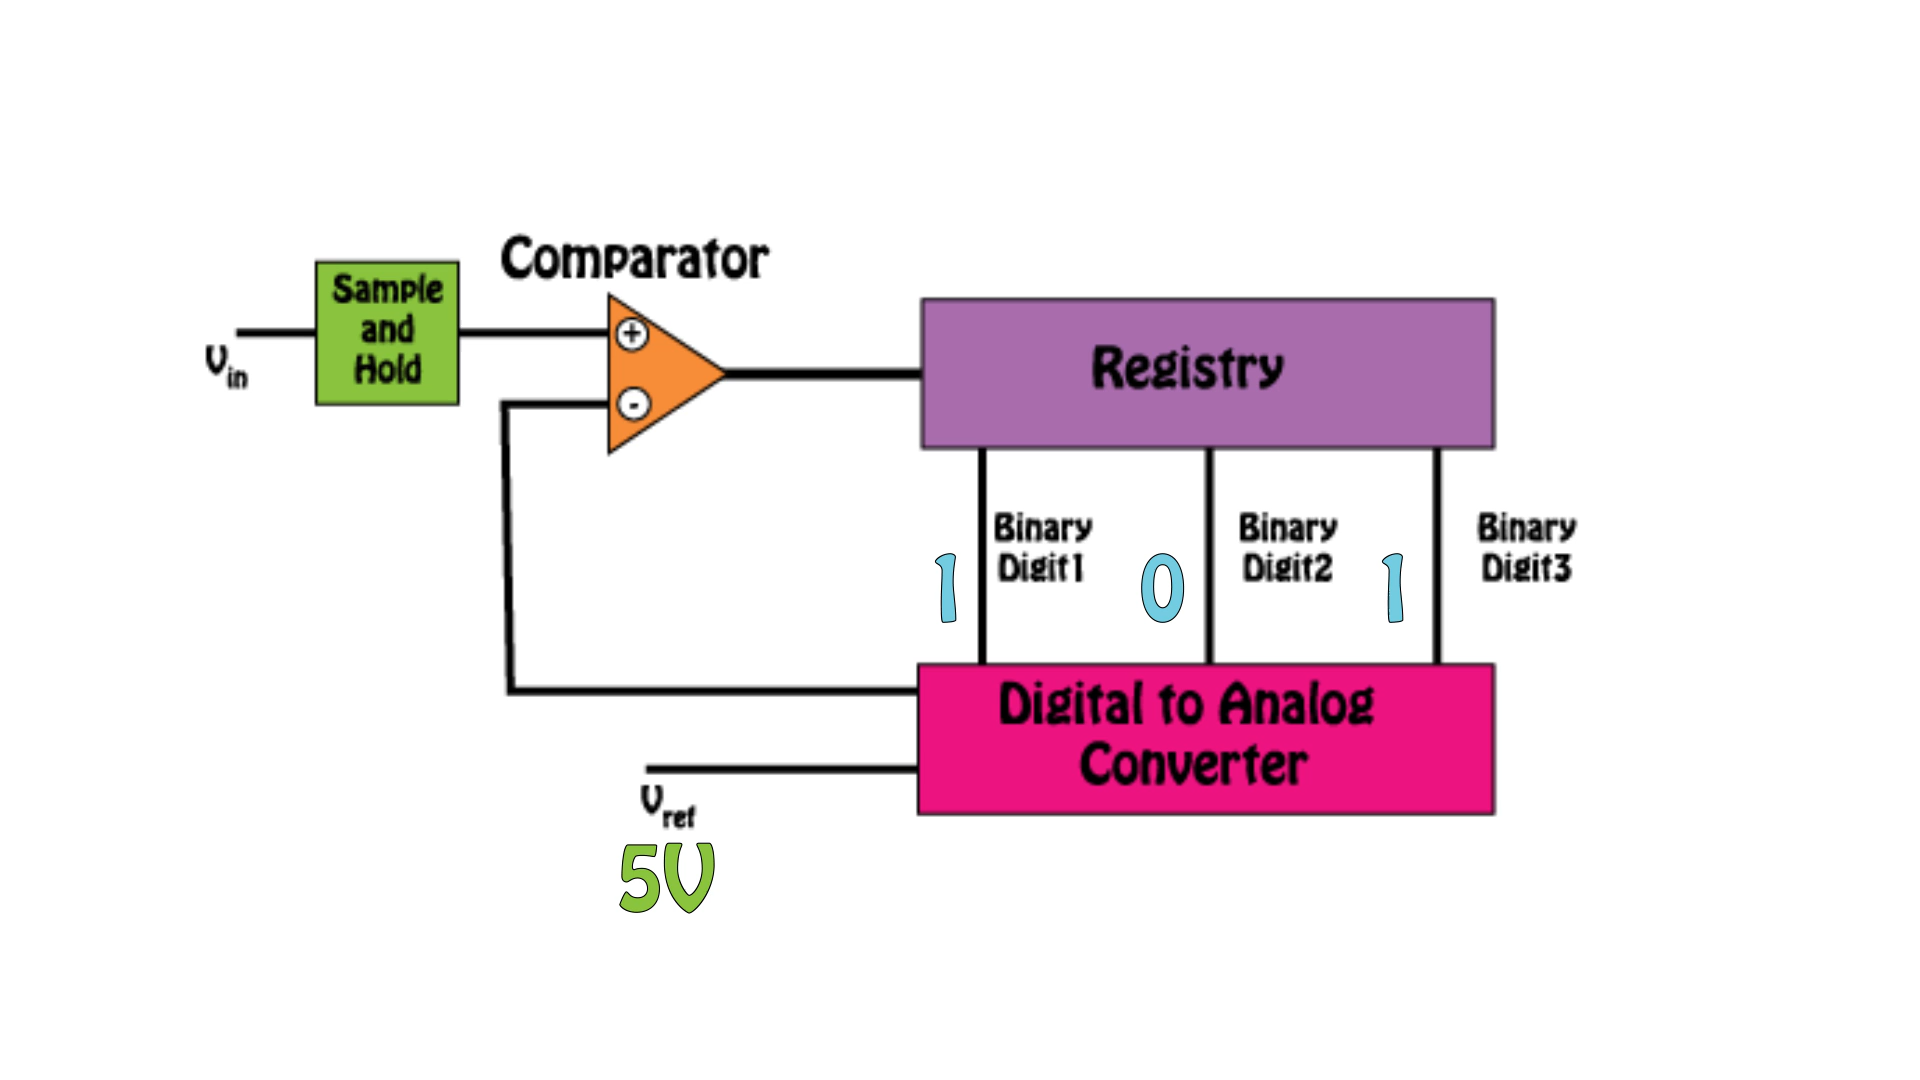 Comparator
Sample
and
Hold
+
Vin
-
Registry
Binary
Digit1
Binary
Digit2
Binary
Digit3
1
0
1
Digital to Analog
Converter
Vref
5V